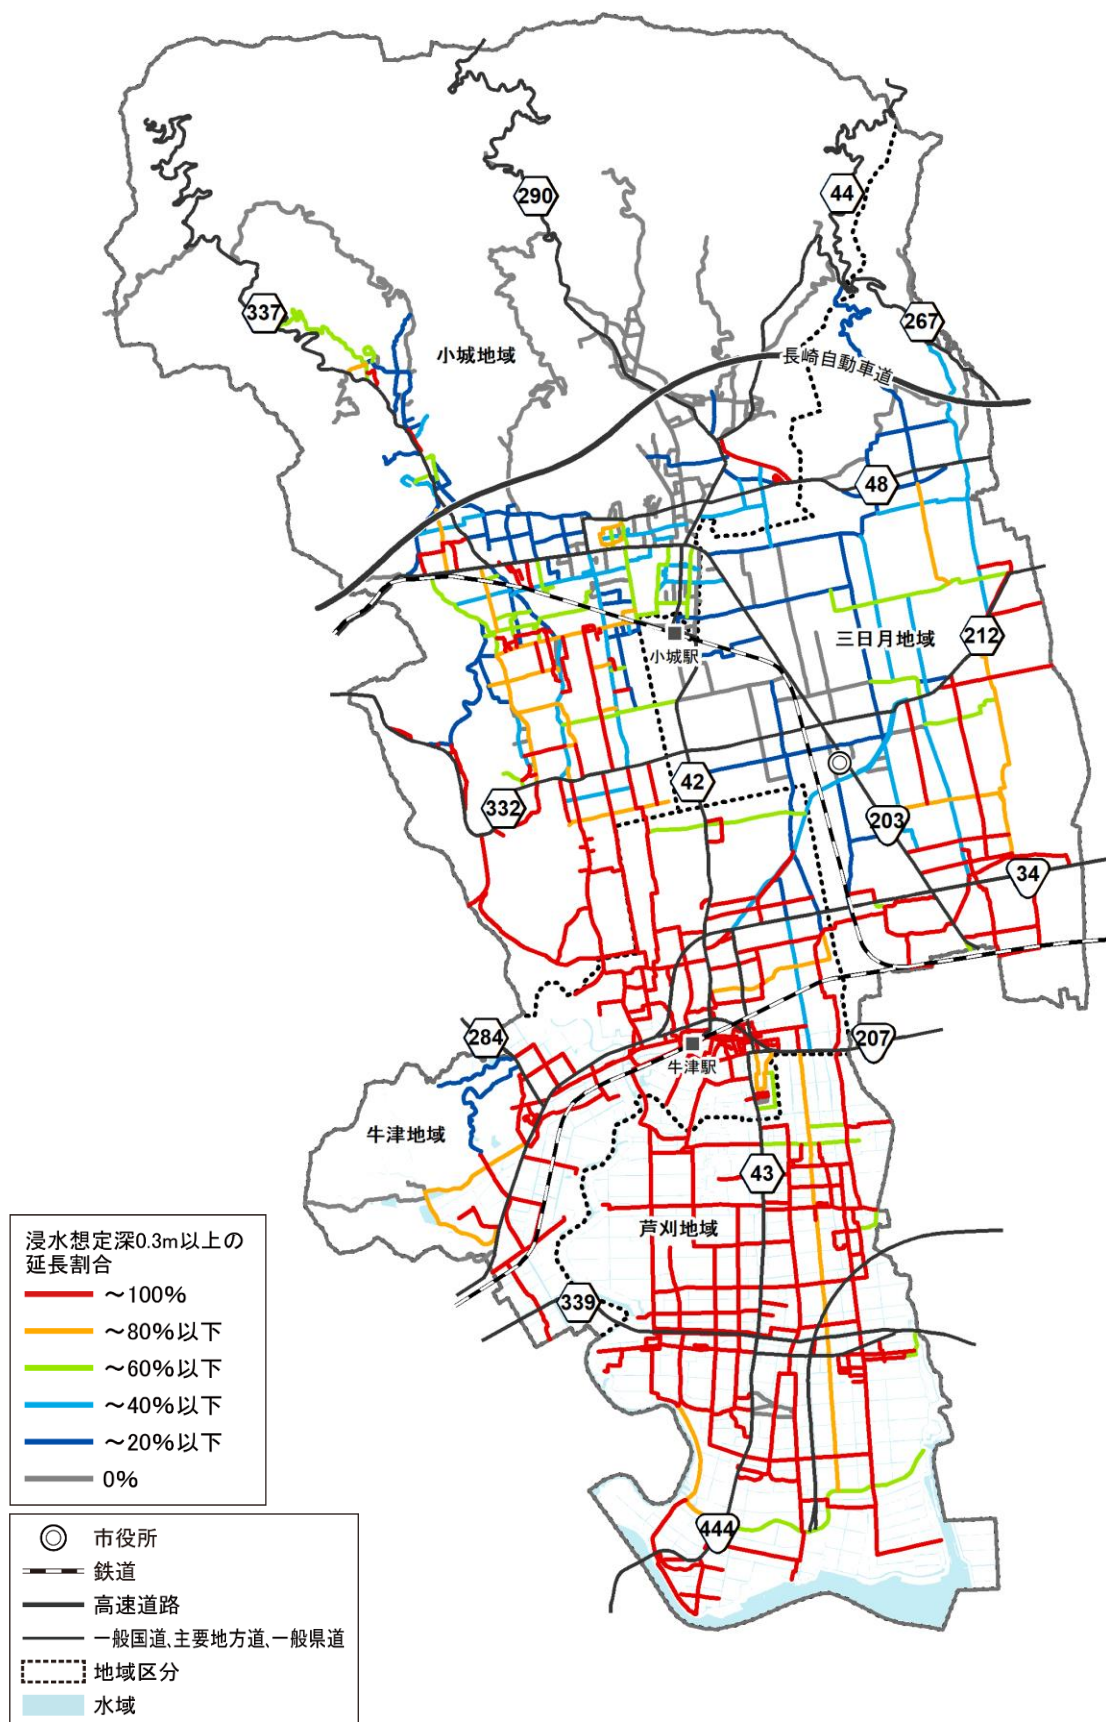 290
44
337
267
小城地域
長崎自動車道
48
212
三日月地域
小城駅
42
332
203
34
284
207
牛津駅
牛津地域
43
芦刈地域
339
444
浸水想定深0.3m以上の
延長割合
～100%
～80%以下
～60%以下
～40%以下
～20%以下
0%
市役所
鉄道
高速道路
一般国道、主要地方道、一般県道
地域区分
水域